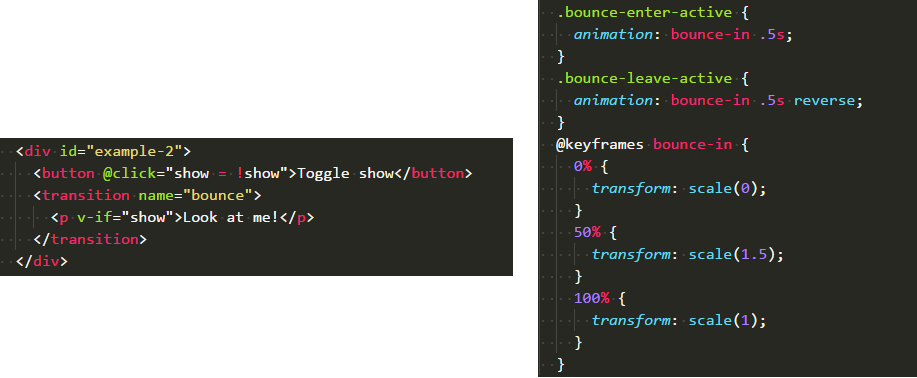 <div id="example-2">
<button @click="show = !show">Toggle show</button>
<transition name="bounce">
<p v-if="show">Look at me!</p>
</transition>
</div>
.bounce-enter-active {
animation: bounce-in .5s;
}
.bounce-leave-active {
animation: bounce-in .5s reverse;
}
@keyframes bounce-in {
0% {
transform: scale(0);
}
50% {
transform: scale(1.5);
}
100% {
transform: scale(1);
}
}